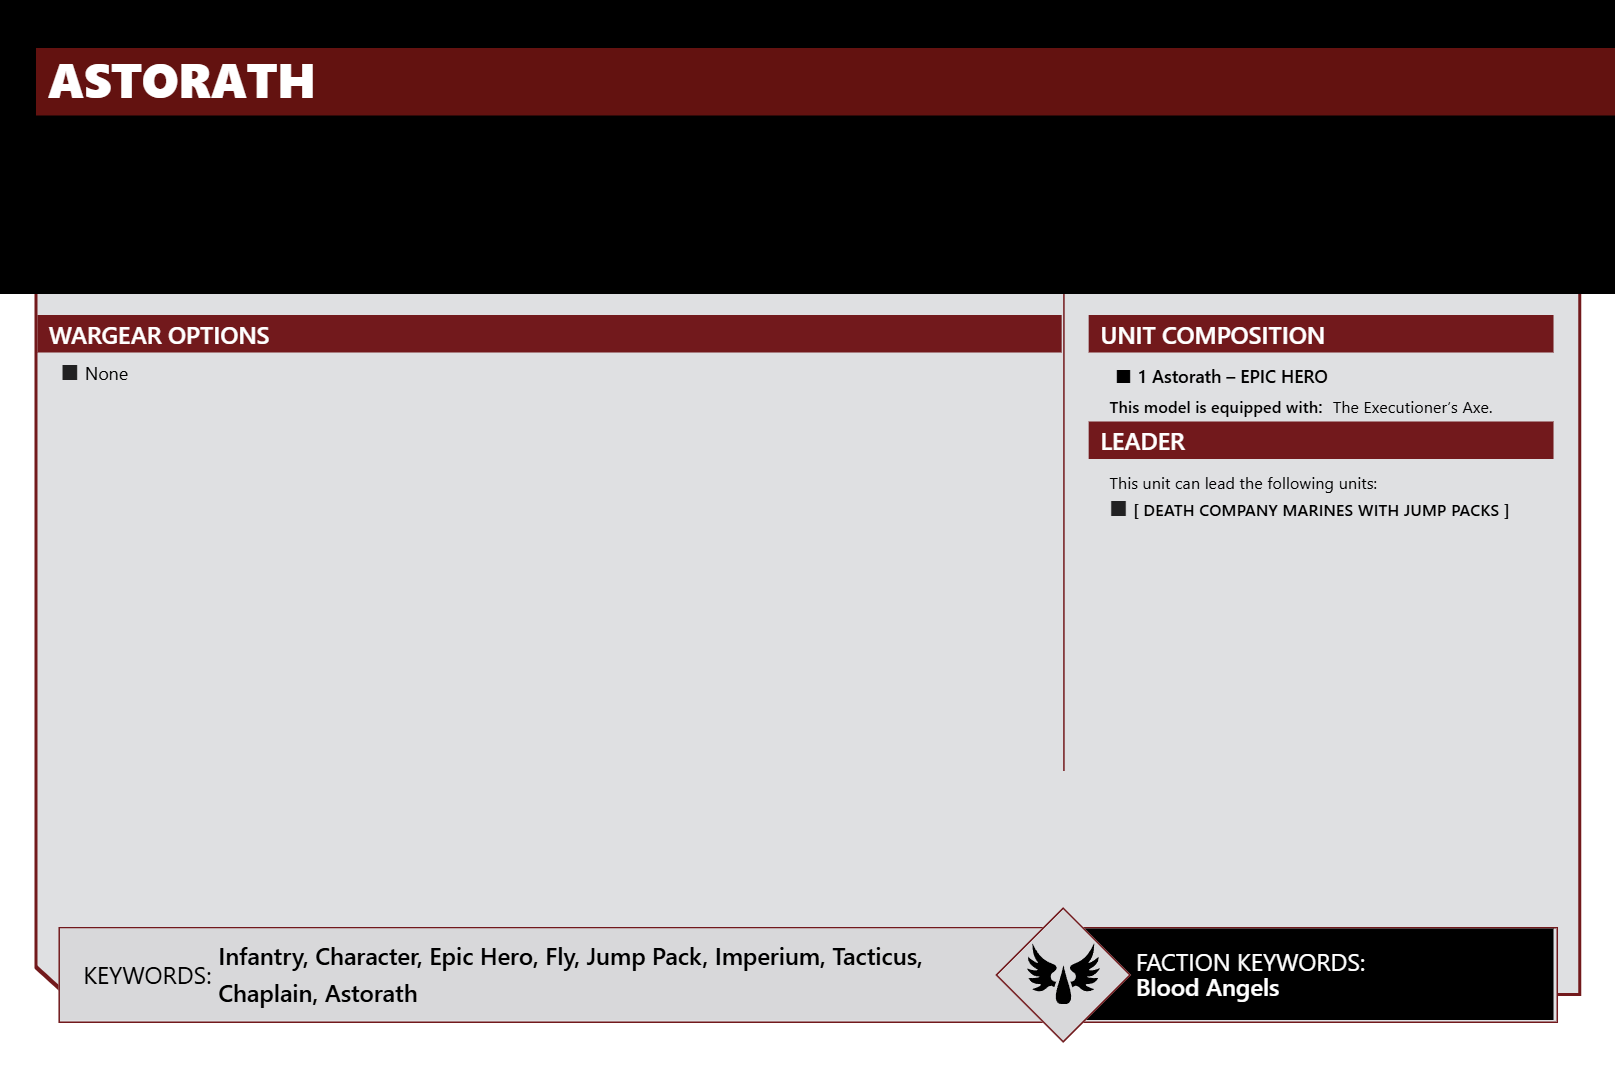 ASTORATH
WARGEAR OPTIONS
■ None
UNIT COMPOSITION
■ 1 Astorath – EPIC HERO
This model is equipped with: The Executioner’s Axe.
LEADER
This unit can lead the following units:
■ [ DEATH COMPANY MARINES WITH JUMP PACKS ]
KEYWORDS: Infantry, Character, Epic Hero, Fly, Jump Pack, Imperium, Tacticus,
Chaplain, Astorath
FACTION KEYWORDS:
Blood Angels